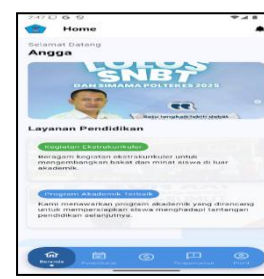 2:47
Home
Selamat Datang
Angga
LOLOS
SNBT
DAN SIMAMA POLTEKES 2025
Layanan Pendidikan
Kegiatan Ekstrakurikuler
Beragam kegiatan ekstrakurikuler untuk
mengembangkan bakat dan minat siswa di luar
akademik.
Program Akademik Terbaik
Kami menawarkan program akademik yang dirancang
untuk mempersiapkan siswa menghadapi tantangan
pendidikan selanjutnya.
Beranda